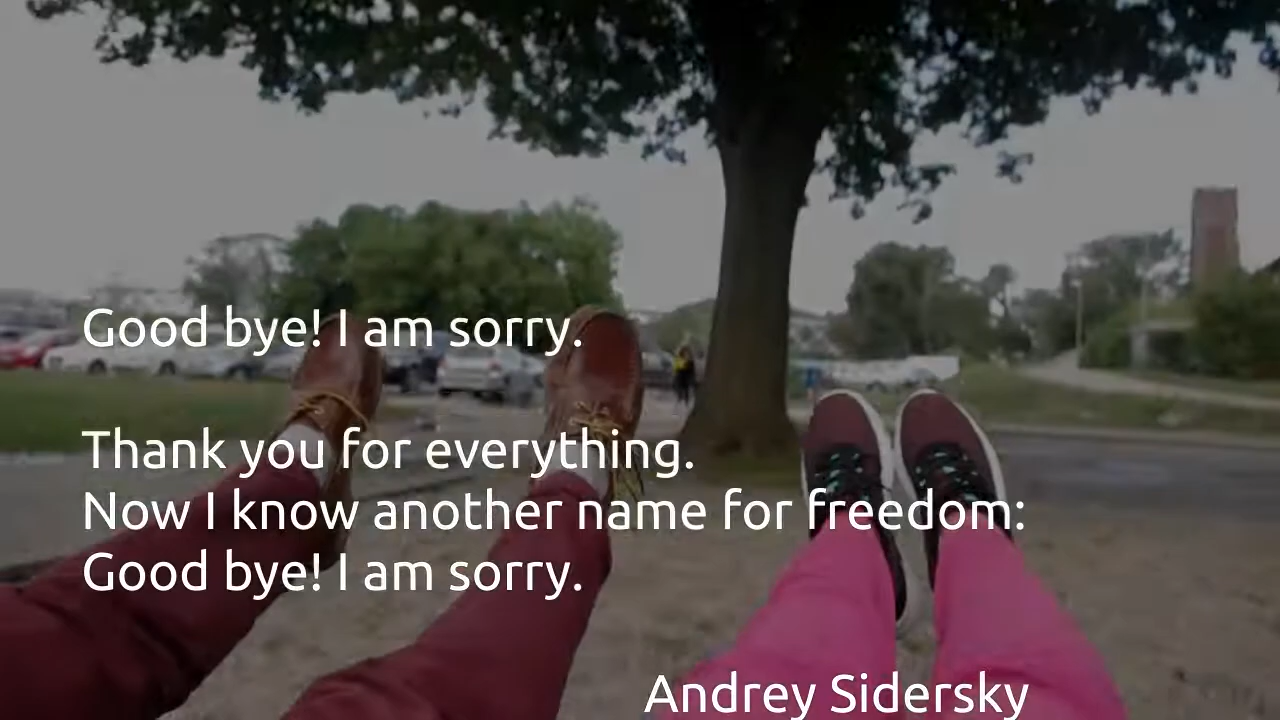 Good bye! I am sorry.
Thank you for everything.
Now I know another name for freedom:
Good bye! I am sorry.
Andrey Sidersky